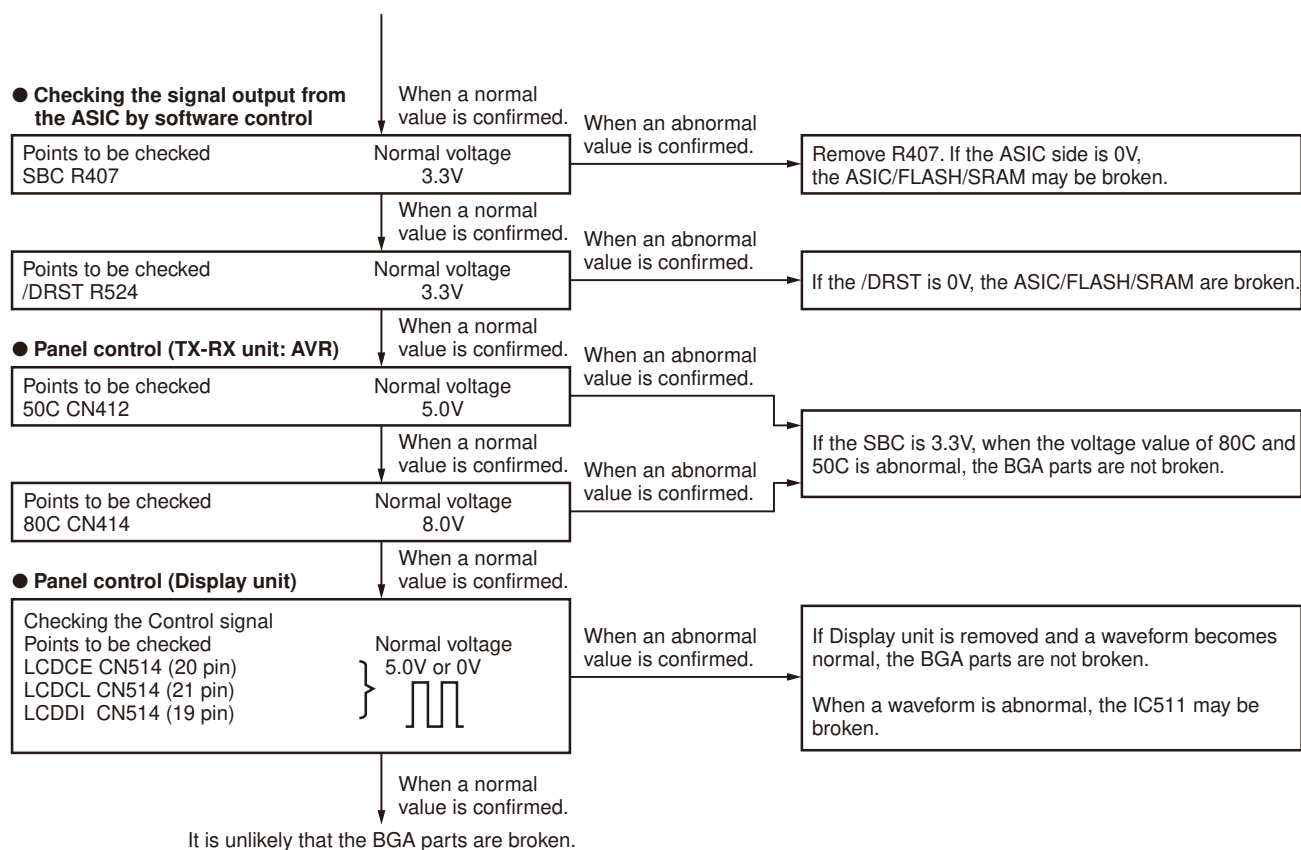 ● Checking the signal output from
the ASIC by software control
When a normal
value is confirmed.
When an abnormal
value is confirmed.
Points to be checked Normal voltage
SBC R407 3.3V
Remove R407. If the ASIC side is 0V,
the ASIC/FLASH/SRAM may be broken.
When a normal
value is confirmed.
When an abnormal
value is confirmed.
Points to be checked Normal voltage
/DRST R524 3.3V
If the /DRST is 0V, the ASIC/FLASH/SRAM are broken.
When a normal
value is confirmed.
● Panel control (TX-RX unit: AVR)
When an abnormal
value is confirmed.
Points to be checked Normal voltage
50C CN412 5.0V
When a normal
value is confirmed.
When an abnormal
value is confirmed.
If the SBC is 3.3V, when the voltage value of 80C and
50C is abnormal, the BGA parts are not broken.
Points to be checked Normal voltage
80C CN414 8.0V
When a normal
value is confirmed.
● Panel control (Display unit)
Checking the Control signal
Points to be checked Normal voltage
LCDCE CN514 (20 pin) 5.0V or 0V
LCDCL CN514 (21 pin)
LCDDI CN514 (19 pin)
When an abnormal
value is confirmed.
If Display unit is removed and a waveform becomes
normal, the BGA parts are not broken.
When a waveform is abnormal, the IC511 may be
broken.
When a normal
value is confirmed.
It is unlikely that the BGA parts are broken.